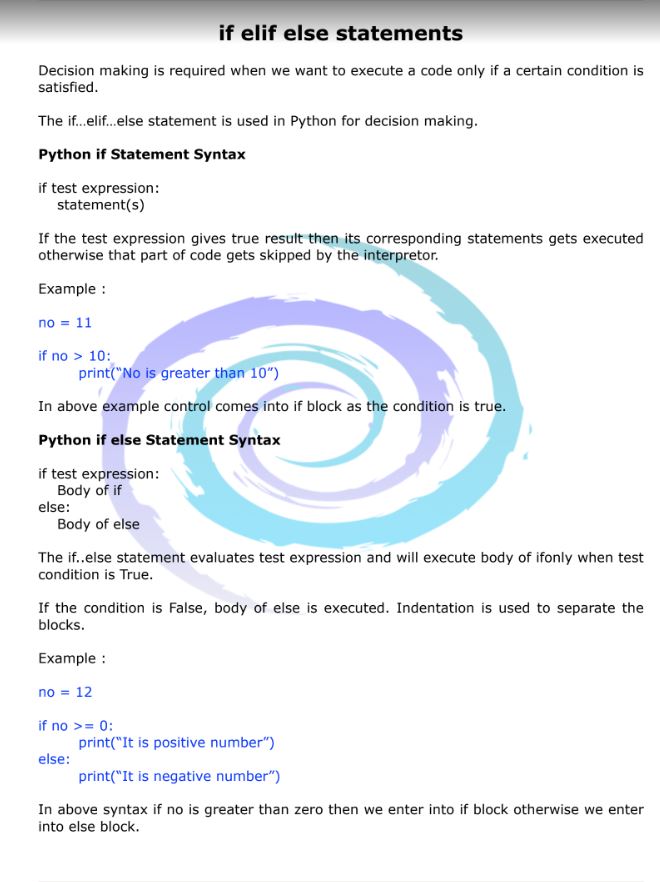 if elif else statements
Decision making is required when we want to execute a code only if a certain condition is
satisfied.
The if…elif…else statement is used in Python for decision making.
Python if Statement Syntax
if test expression:
statement(s)
If the test expression gives true result then its corresponding statements gets executed
otherwise that part of code gets skipped by the interpretor.
Example :
no = 11
if no > 10:
print(“No is greater than 10”)
In above example control comes into if block as the condition is true.
Python if else Statement Syntax
if test expression:
Body of if
else:
Body of else
The if..else statement evaluates test expression and will execute body of ifonly when test
condition is True.
If the condition is False, body of else is executed. Indentation is used to separate the
blocks.
Example :
no = 12
if no >= 0:
print(“It is positive number”)
else:
print(“It is negative number”)
In above syntax if no is greater than zero then we enter into if block otherwise we enter
into else block.